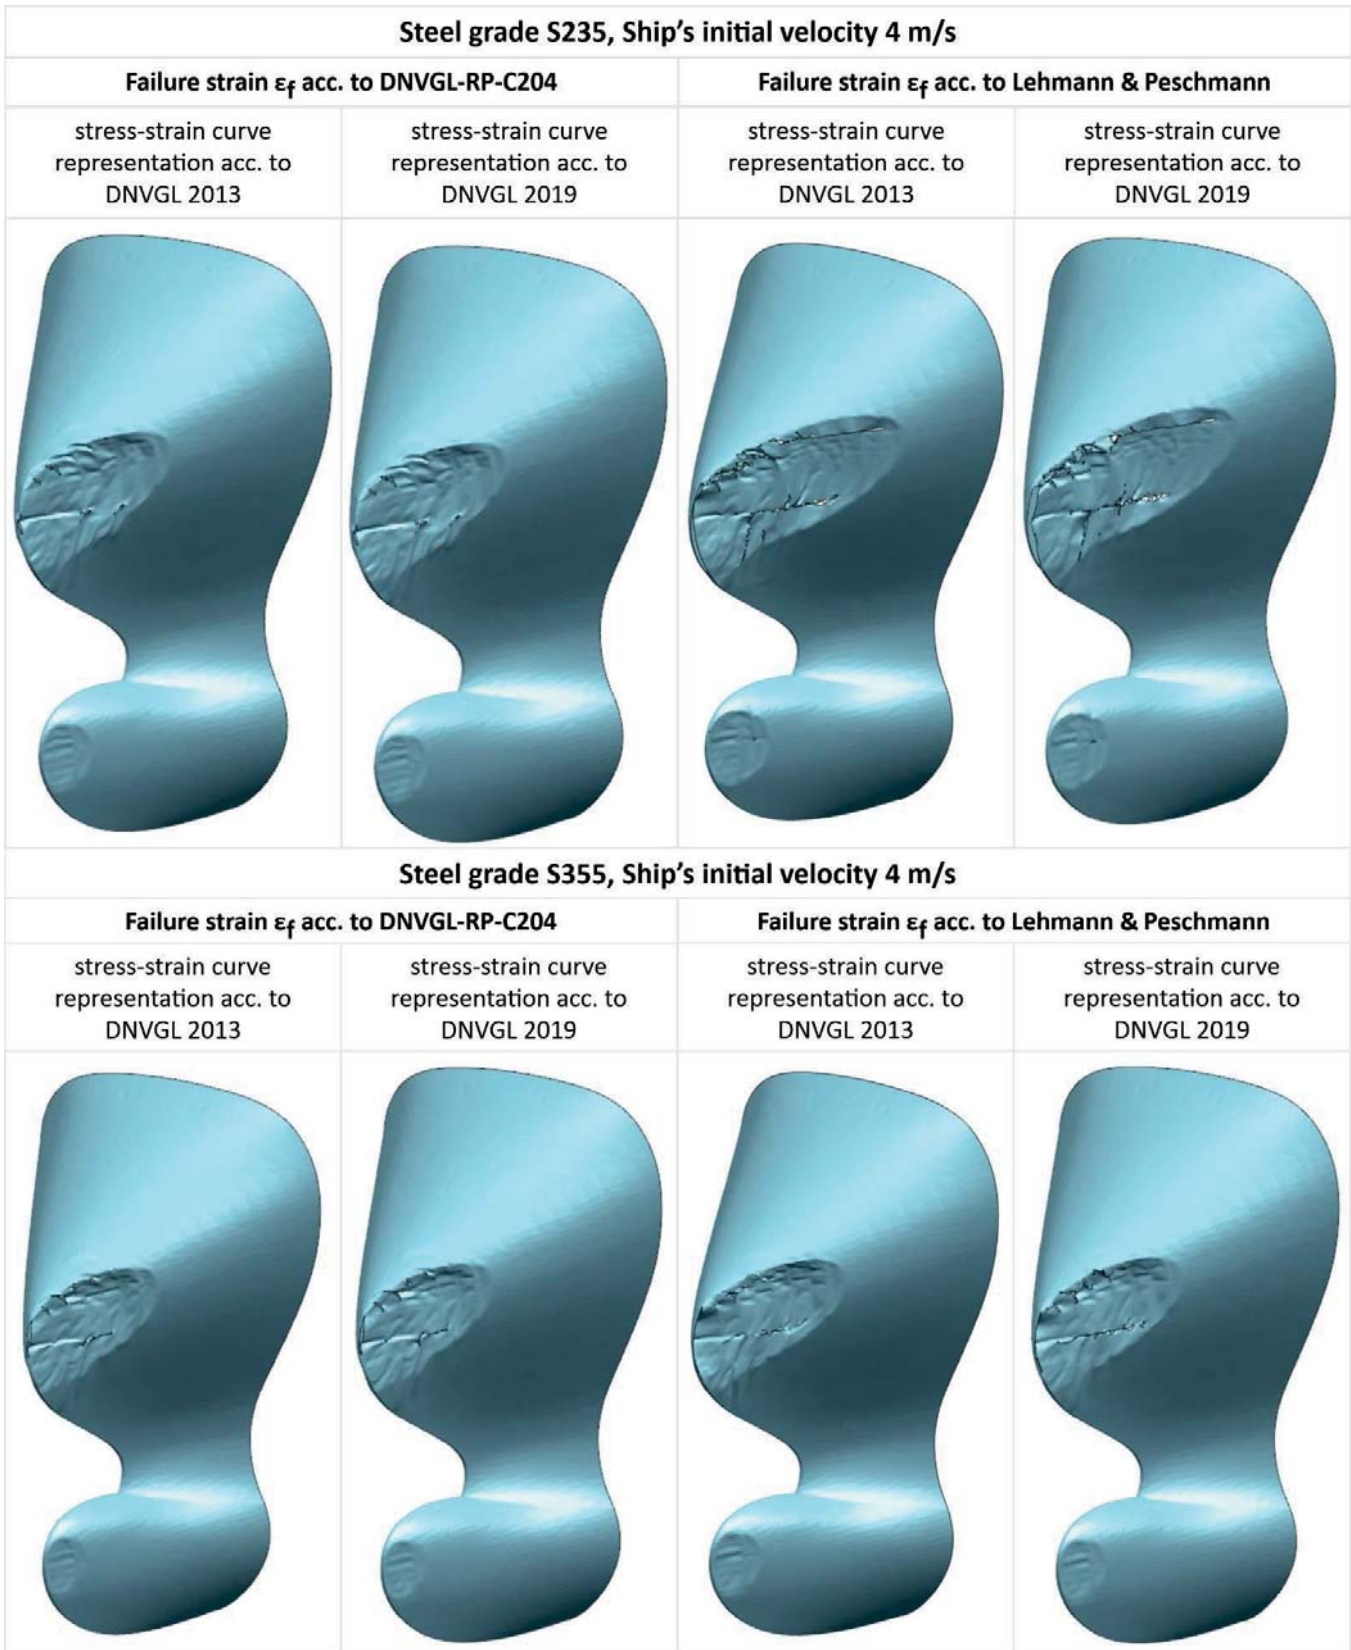 Steel grade S235, Ship's initial velocity 4 m/s
Failure strain εf acc. to DNVGL-RP-C204
Failure strain εf acc. to Lehmann & Peschmann
stress-strain curve
representation acc. to
DNVGL 2013
stress-strain curve
representation acc. to
DNVGL 2019
stress-strain curve
representation acc. to
DNVGL 2013
stress-strain curve
representation acc. to
DNVGL 2019
Steel grade S355, Ship's initial velocity 4 m/s
Failure strain εf acc. to DNVGL-RP-C204
Failure strain εf acc. to Lehmann & Peschmann
stress-strain curve
representation acc. to
DNVGL 2013
stress-strain curve
representation acc. to
DNVGL 2019
stress-strain curve
representation acc. to
DNVGL 2013
stress-strain curve
representation acc. to
DNVGL 2019